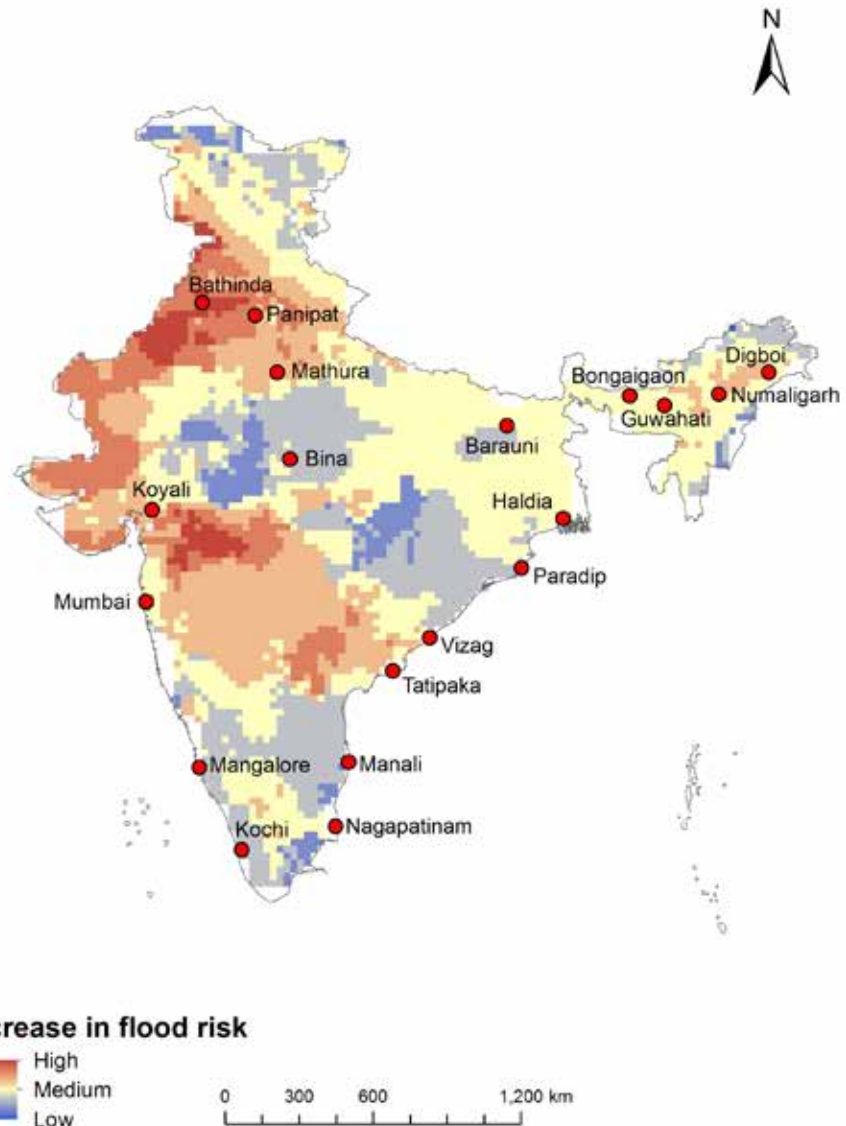 N
Bathinda
Panipat
Mathura
Digboi
Bongaigaon
Numaligarh
Guwahati
Barauni
Bina
Koyali
Haldia
Paradip
Mumbai
Vizag
Tatipaka
Mangalore
Manali
Nagapatinam
Kochi
crease in flood risk
High
Medium
Low
0 300 600 1,200 km